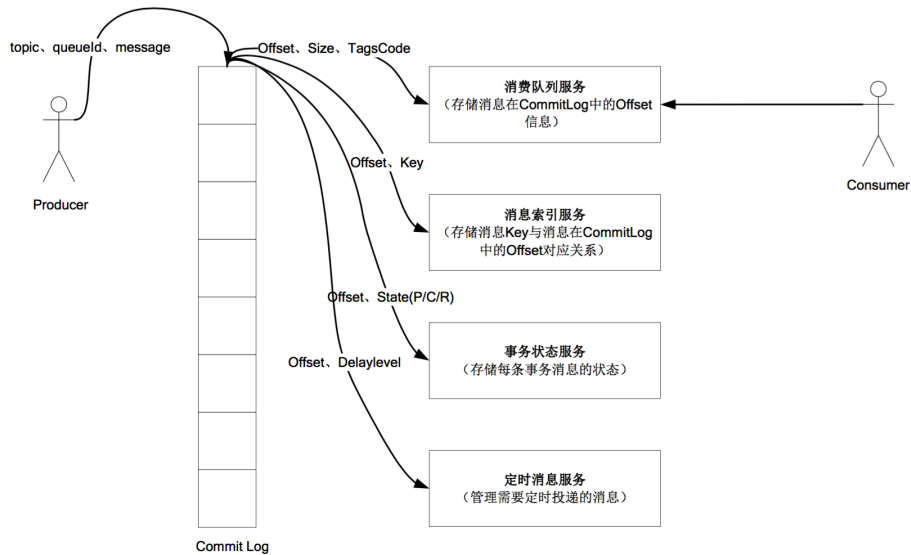 topic、queueId、message
Offset、Size、TagsCode
消费队列服务
（存储消息在CommitLog中的Offset
信息）
Offset、Key
Producer
Consumer
消息索引服务
（存储消息Key与消息在CommitLog
中的Offset对应关系）
Offset、State(P/C/R)
事务状态服务
（存储每条事务消息的状态）
Offset、Delaylevel
定时消息服务
（管理需要定时投递的消息）
Commit Log